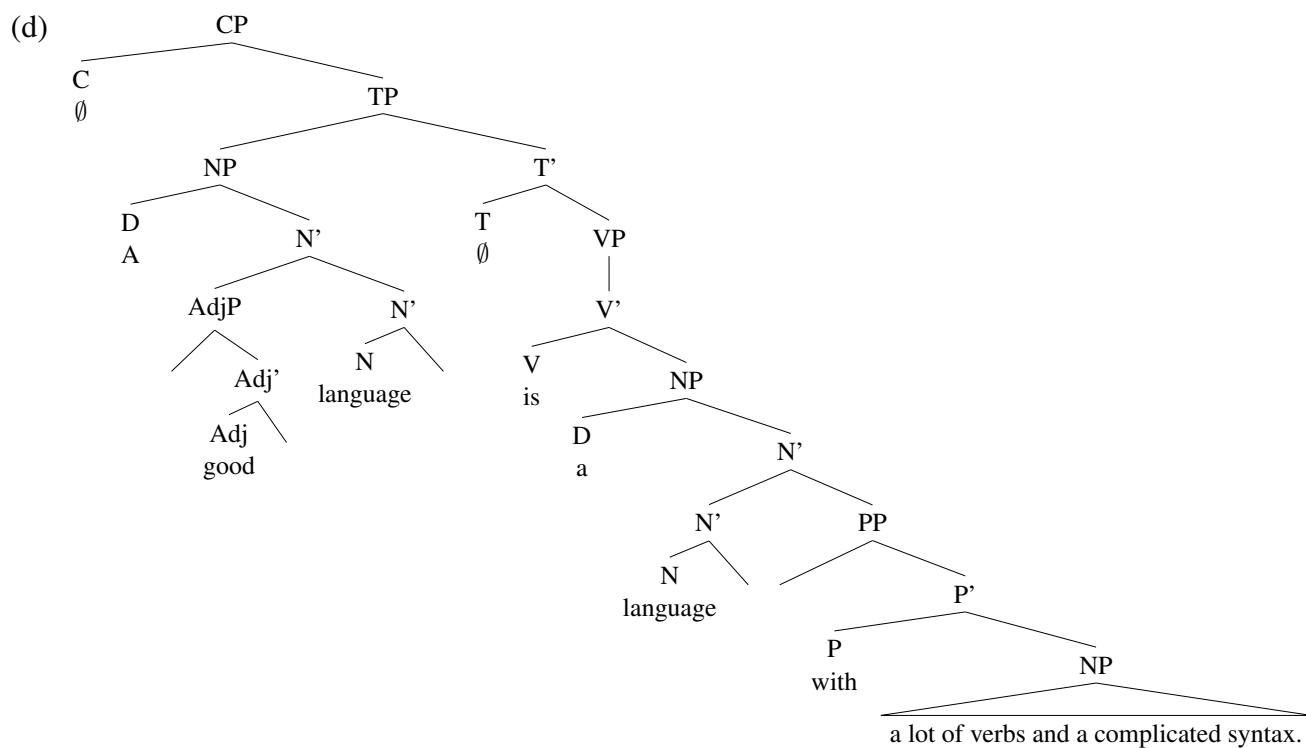 (d) CP
C
∅ TP
NP T’
D T
A N’ ∅ VP
AdjP N’ V’
N V
Adj’ language is NP
Adj D
good a N’
N’ PP
N
language P’
P
with NP
a lot of verbs and a complicated syntax.